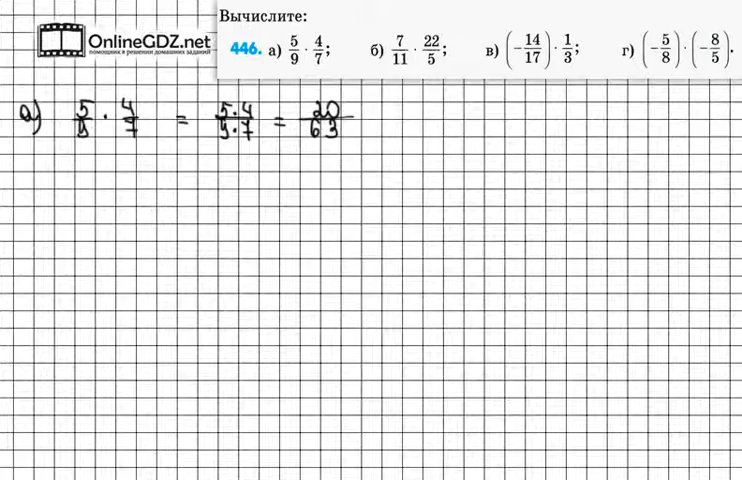 Вычислите:
OnlineGDZ.net
помощник в решении домашних заданий
446. а) 5/9 · 4/7; б) 7/11 · 22/5; в) (−14/17) · 1/3; г) (−5/8) · (−8/5).
а) 5/9 · 4/7 = 5·4/9·7 = 20/63